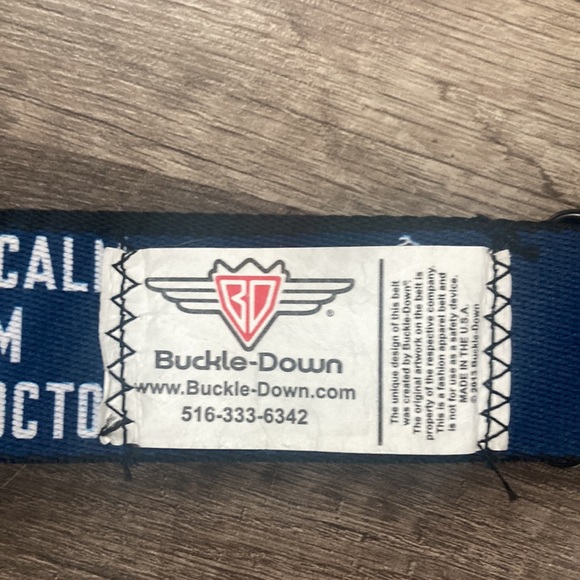 CALL
M
OCTO
BD
®
Buckle-Down
www.Buckle-Down.com
516-333-6342
The unique design of this belt
was created by Buckle-Down®
The original artwork on the belt is
property of the respective company.
This is a fashion apparel belt and
is not for use as a safety device.
MADE IN THE U.S.A.
© 2013 Buckle-Down